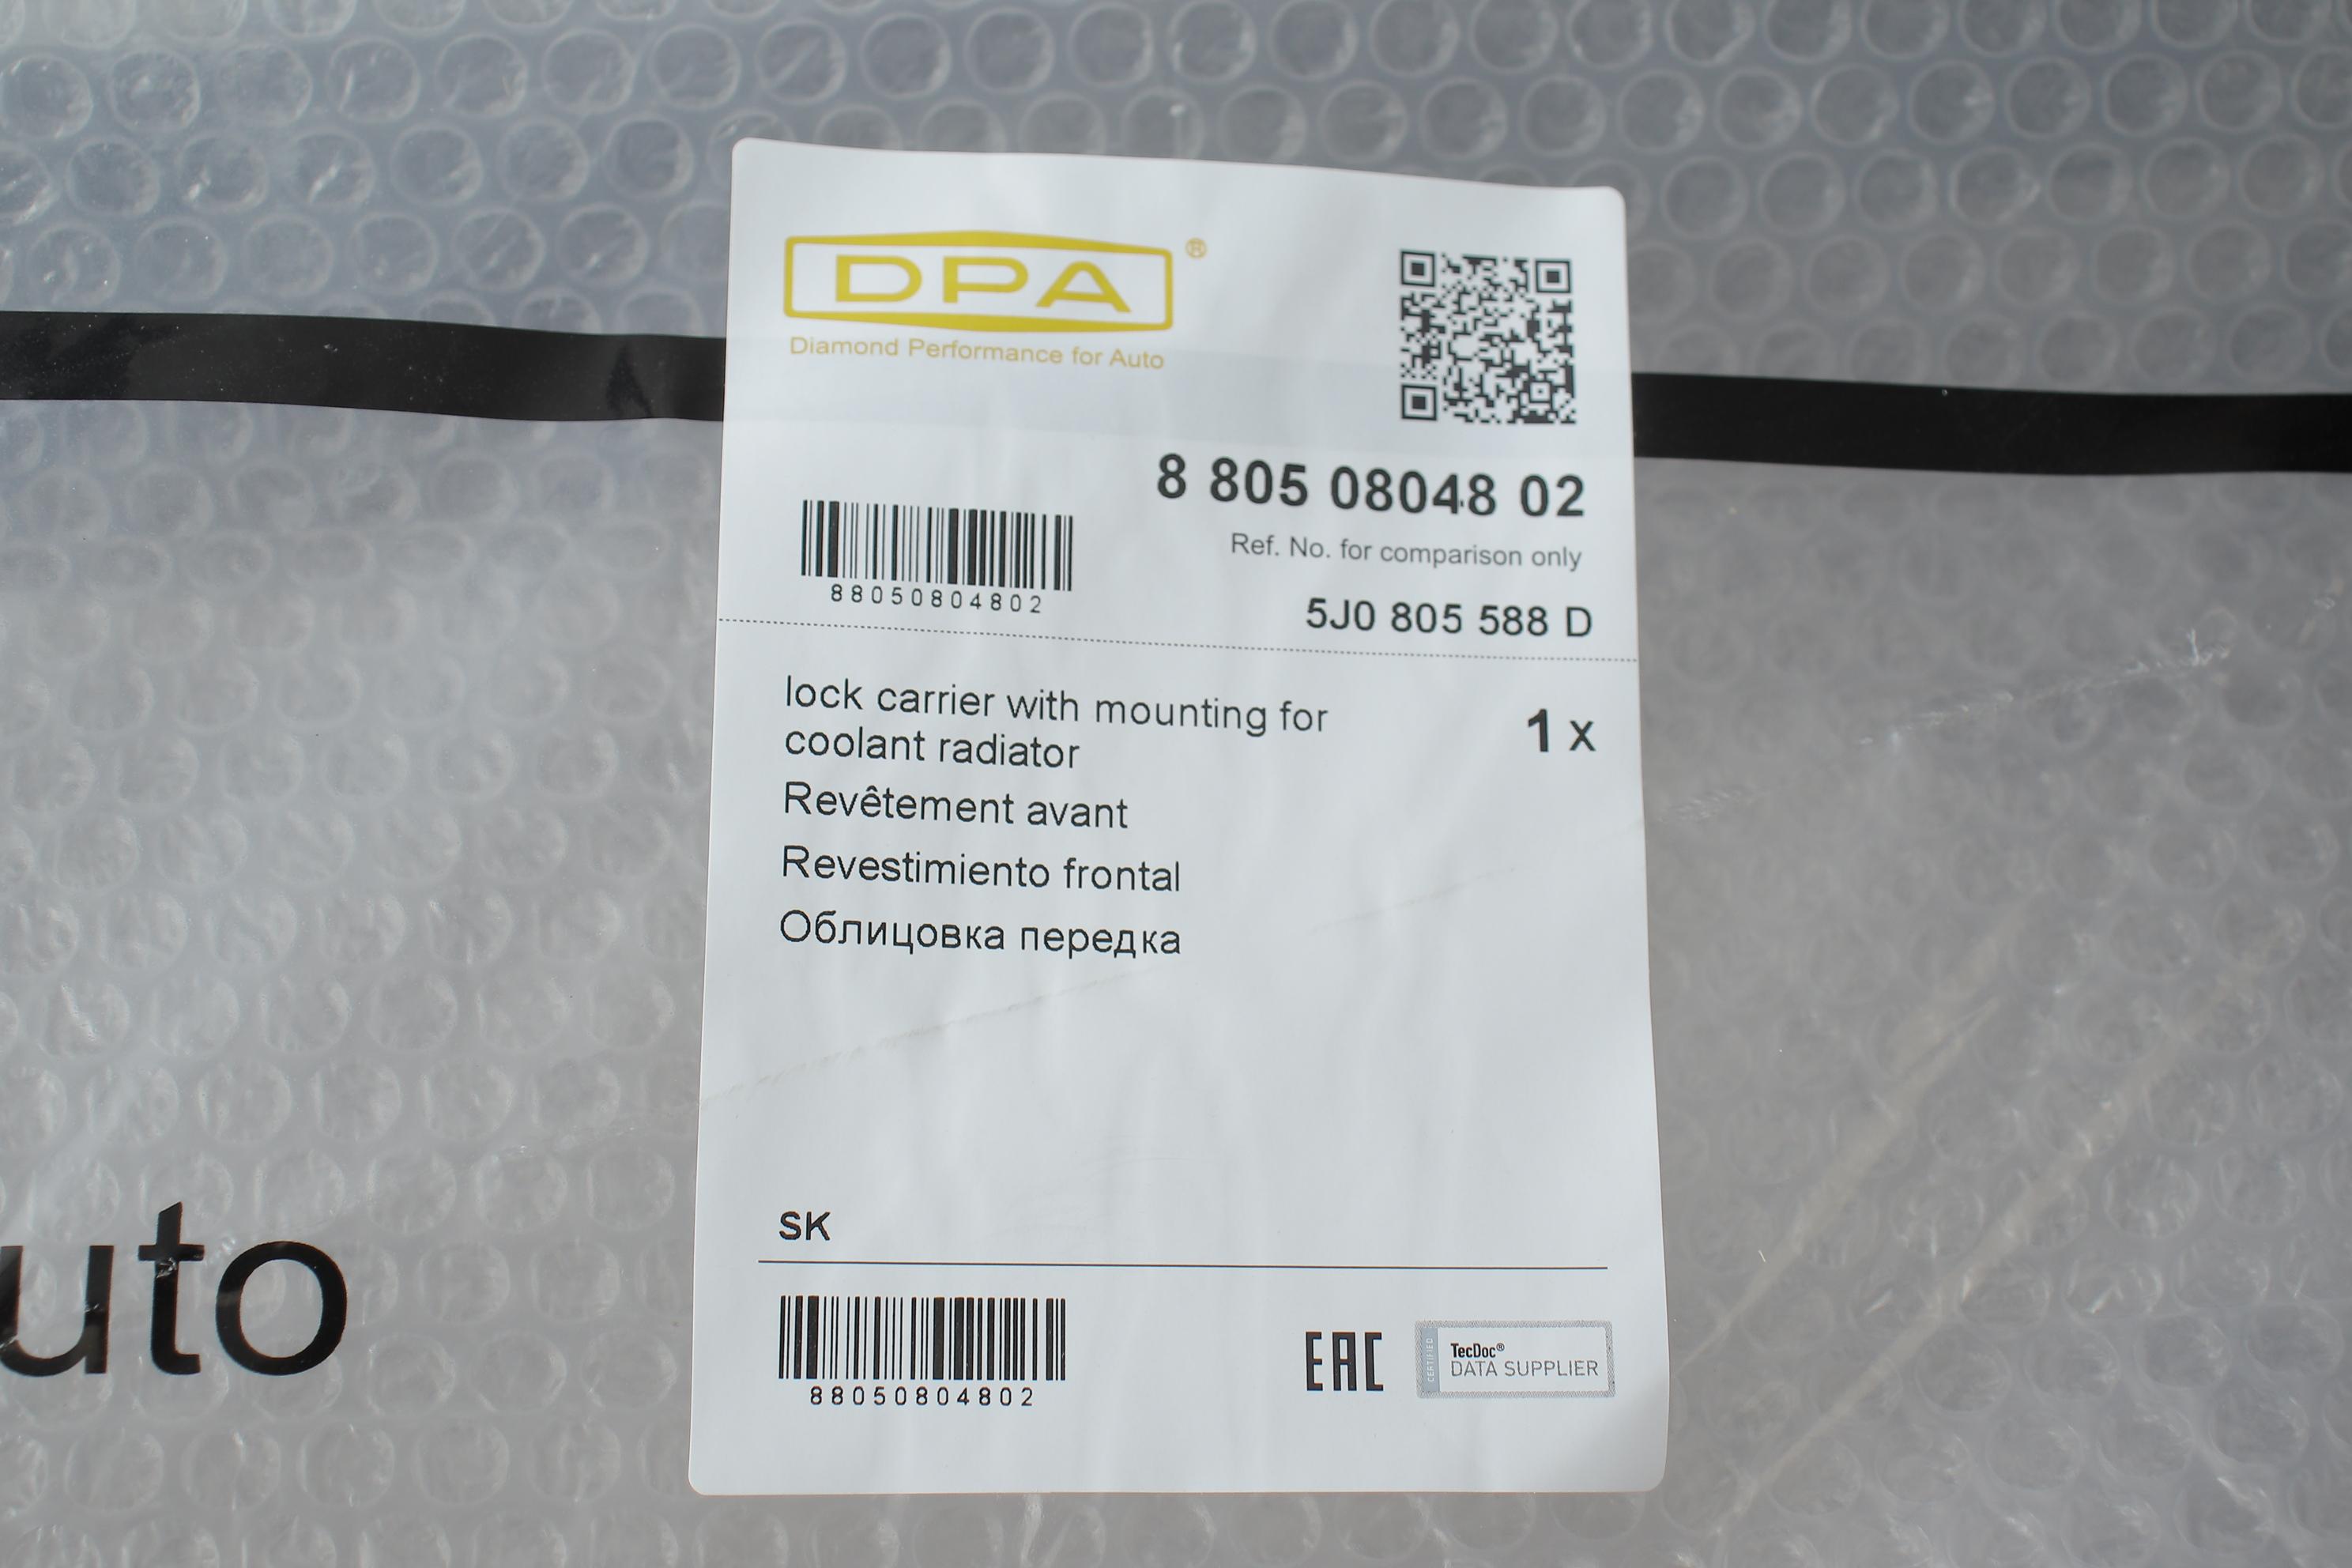 DPA®
Diamond Performance for Auto
8 805 08048 02
Ref. No. for comparison only
88050804802
5J0 805 588 D
lock carrier with mounting for
coolant radiator
1 x
Revêtement avant
Revestimiento frontal
Облицовка передка
uto
SK
88050804802
EAC
CERTIFIED
TecDoc®
DATA SUPPLIER